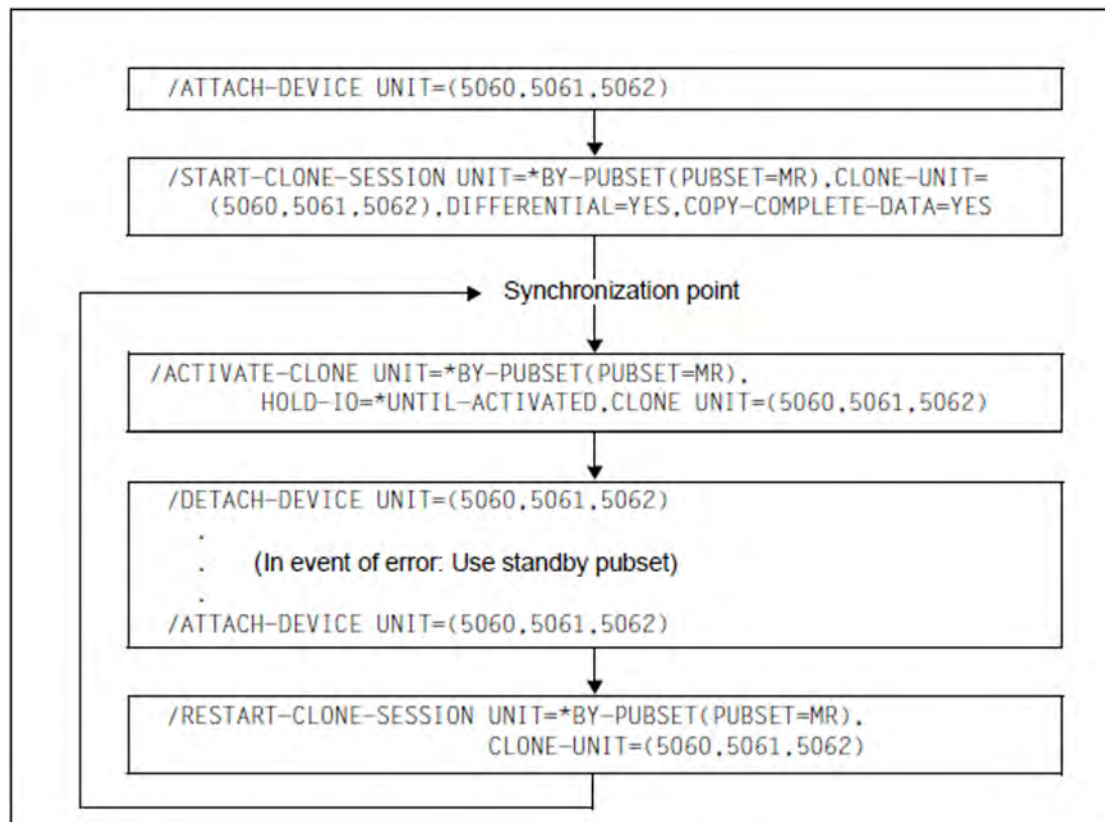 /ATTACH-DEVICE UNIT=(5060,5061,5062)
/START-CLONE-SESSION UNIT=*BY-PUBSET(PUBSET=MR),CLONE-UNIT=
(5060,5061,5062),DIFFERENTIAL=YES,COPY-COMPLETE-DATA=YES
Synchronization point
/ACTIVATE-CLONE UNIT=*BY-PUBSET(PUBSET=MR),
HOLD-IO=*UNTIL-ACTIVATED,CLONE UNIT=(5060,5061,5062)
/DETACH-DEVICE UNIT=(5060,5061,5062)
.
. (In event of error: Use standby pubset)
.
/ATTACH-DEVICE UNIT=(5060,5061,5062)
/RESTART-CLONE-SESSION UNIT=*BY-PUBSET(PUBSET=MR),
CLONE-UNIT=(5060,5061,5062)